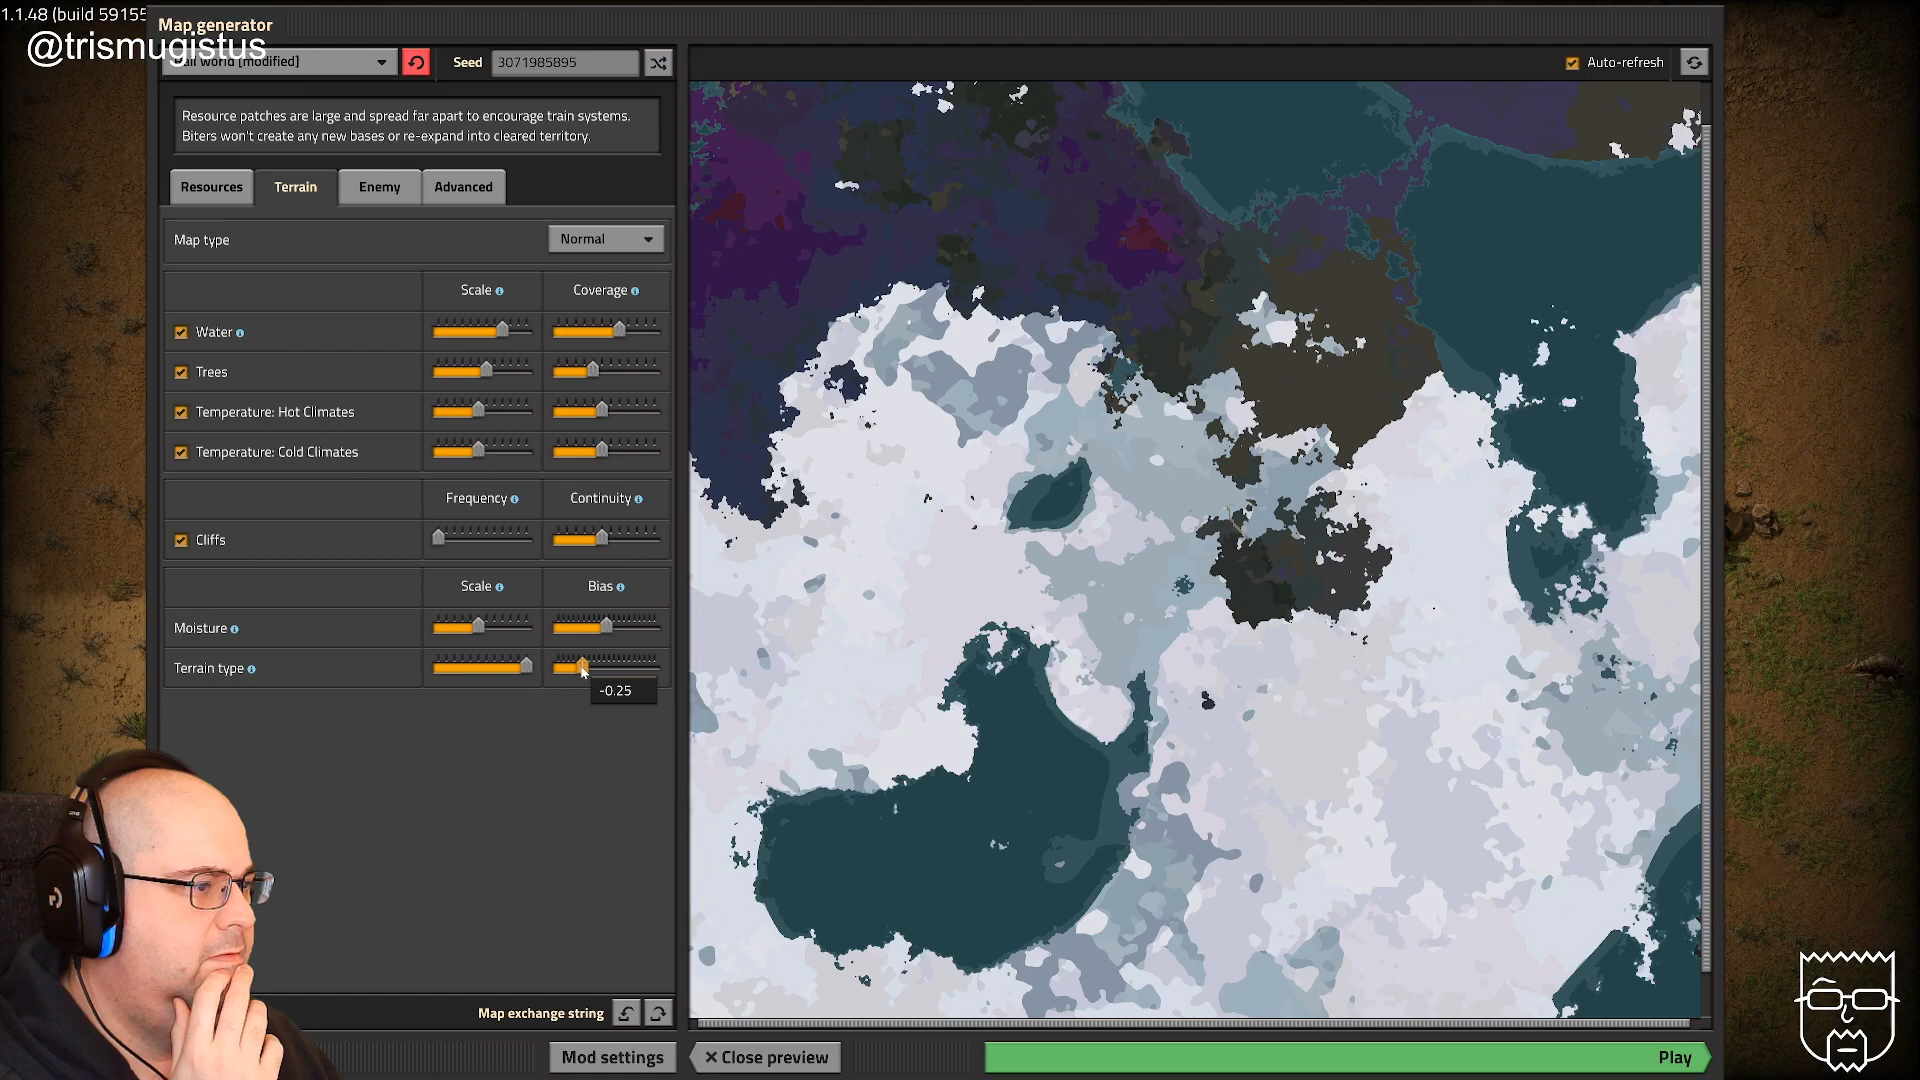 1.1.48 (build 59155
Map generator
@trismugistus
world [modified]
Seed
3071985895
Auto-refresh
Resource patches are large and spread far apart to encourage train systems.
Biters won't create any new bases or re-expand into cleared territory.
Resources
Terrain
Enemy
Advanced
Map type
Normal
Scale
Coverage
Water
Trees
Temperature: Hot Climates
Temperature: Cold Climates
Frequency
Continuity
Cliffs
Scale
Bias
Moisture
Terrain type
-0.25
Map exchange string
Mod settings
× Close preview
Play